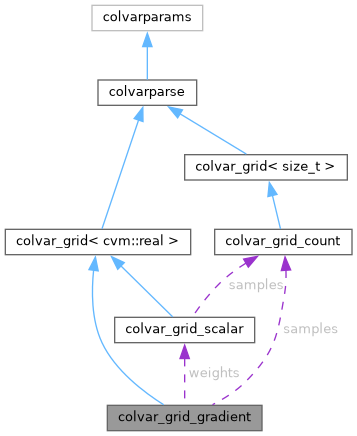 colvarparams
colvarparse
colvar_grid< size_t >
colvar_grid< cvm::real >
colvar_grid_count
samples
colvar_grid_scalar
samples
weights
colvar_grid_gradient